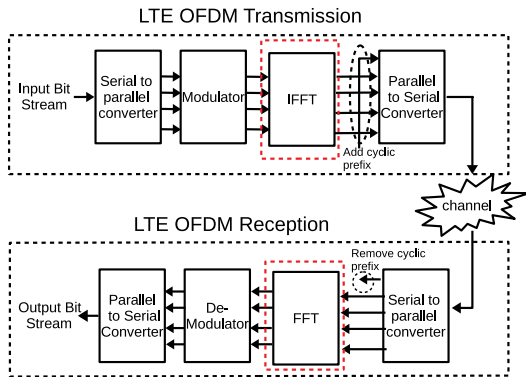 LTE OFDM Transmission
Input Bit
Stream
Serial to
parallel
converter
Modulator
IFFT
Add cyclic
prefix
Parallel
to Serial
Converter
channel
LTE OFDM Reception
Output Bit
Stream
Parallel
to Serial
Converter
De-
Modulator
FFT
Remove cyclic
prefix
Serial to
parallel
converter